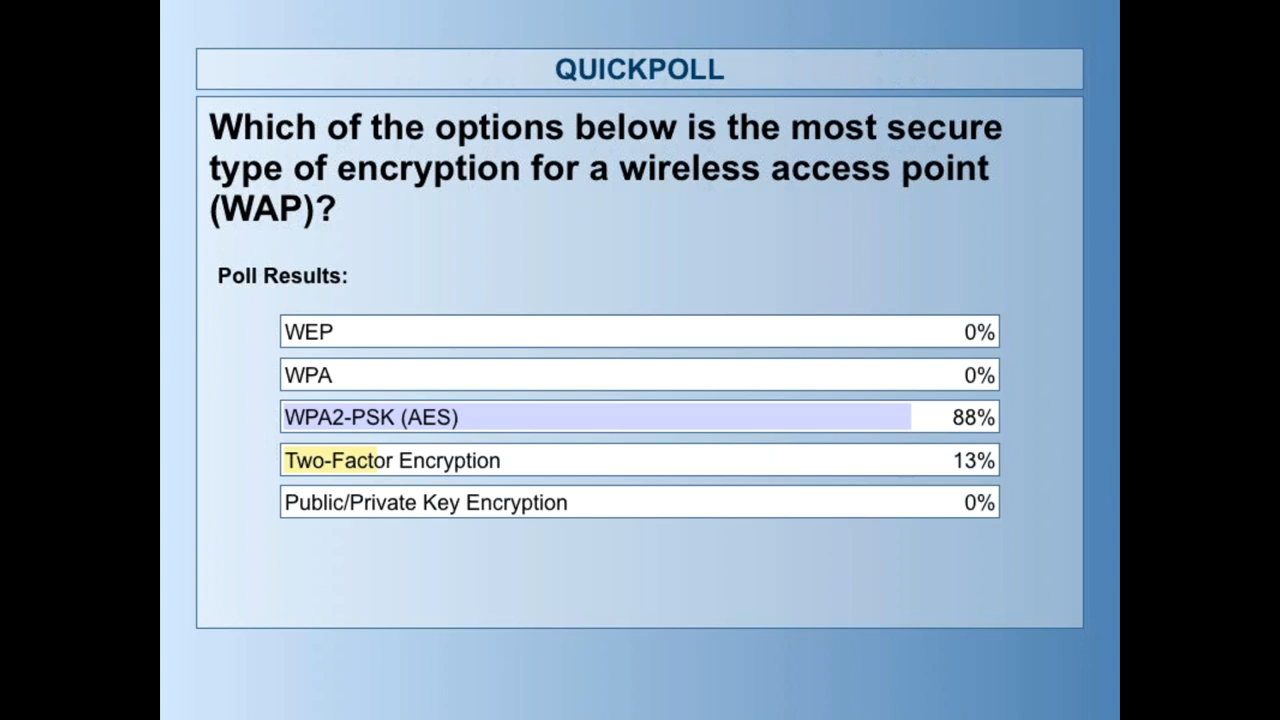 QUICKPOLL
Which of the options below is the most secure
type of encryption for a wireless access point
(WAP)?
Poll Results:
WEP 0%
WPA 0%
WPA2-PSK (AES) 88%
Two-Factor Encryption 13%
Public/Private Key Encryption 0%